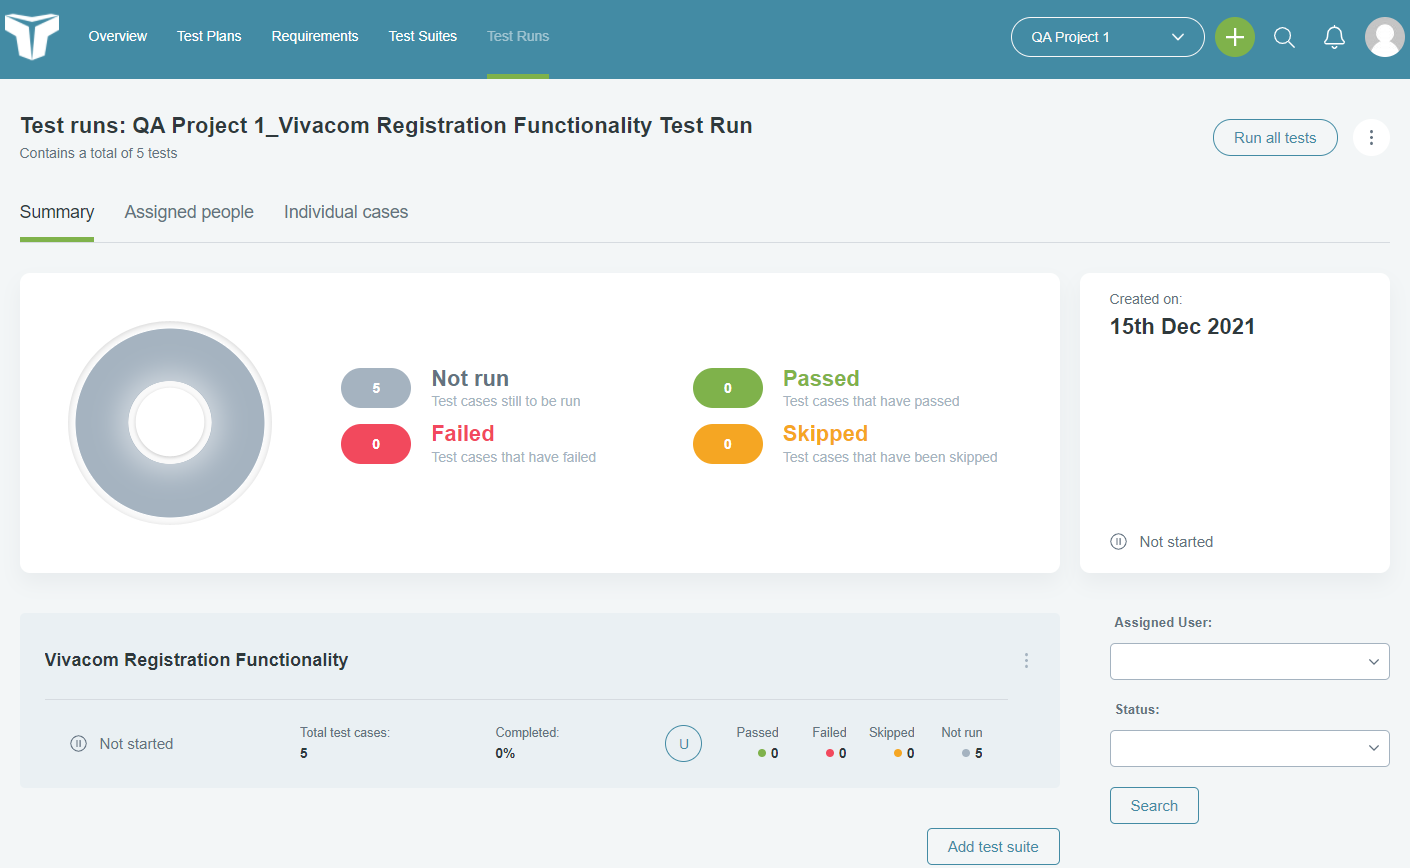 Overview Test Plans Requirements Test Suites Test Runs QA Project 1
Test runs: QA Project 1_Vivacom Registration Functionality Test Run
Contains a total of 5 tests
Run all tests
Summary Assigned people Individual cases
5 Not run
Test cases still to be run
0 Passed
Test cases that have passed
0 Failed
Test cases that have failed
0 Skipped
Test cases that have been skipped
Created on:
15th Dec 2021
Not started
Vivacom Registration Functionality
Not started
Total test cases:
5
Completed:
0%
U
Passed
0
Failed
0
Skipped
0
Not run
5
Add test suite
Assigned User:
Status:
Search